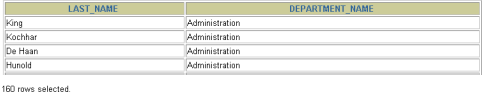 LAST_NAME DEPARTMENT_NAME
King Administration
Kochhar Administration
De Haan Administration
Hunold Administration
160 rows selected.